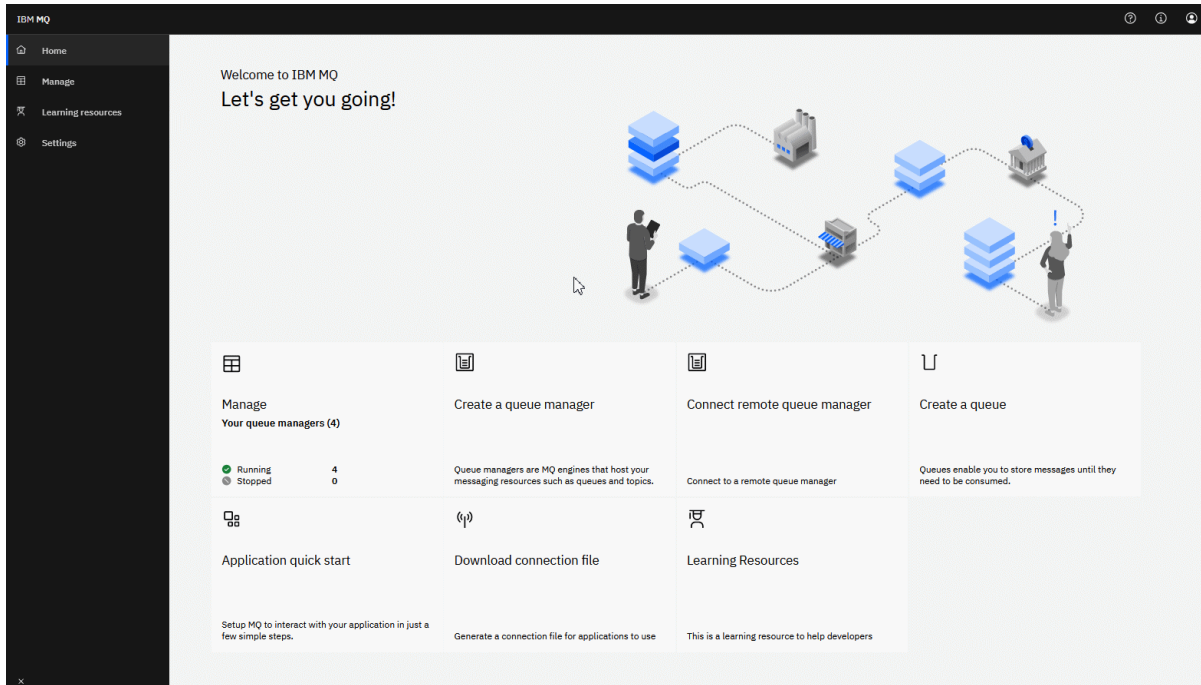 IBM MQ
Home
Manage
Learning resources
Settings
Welcome to IBM MQ
Let's get you going!
!
Manage
Your queue managers (4)
Running 4
Stopped 0
Create a queue manager
Queue managers are MQ engines that host your
messaging resources such as queues and topics.
Connect remote queue manager
Connect to a remote queue manager
Create a queue
Queues enable you to store messages until they
need to be consumed.
Application quick start
Setup MQ to interact with your application in just a
few simple steps.
Download connection file
Generate a connection file for applications to use
Learning Resources
This is a learning resource to help developers